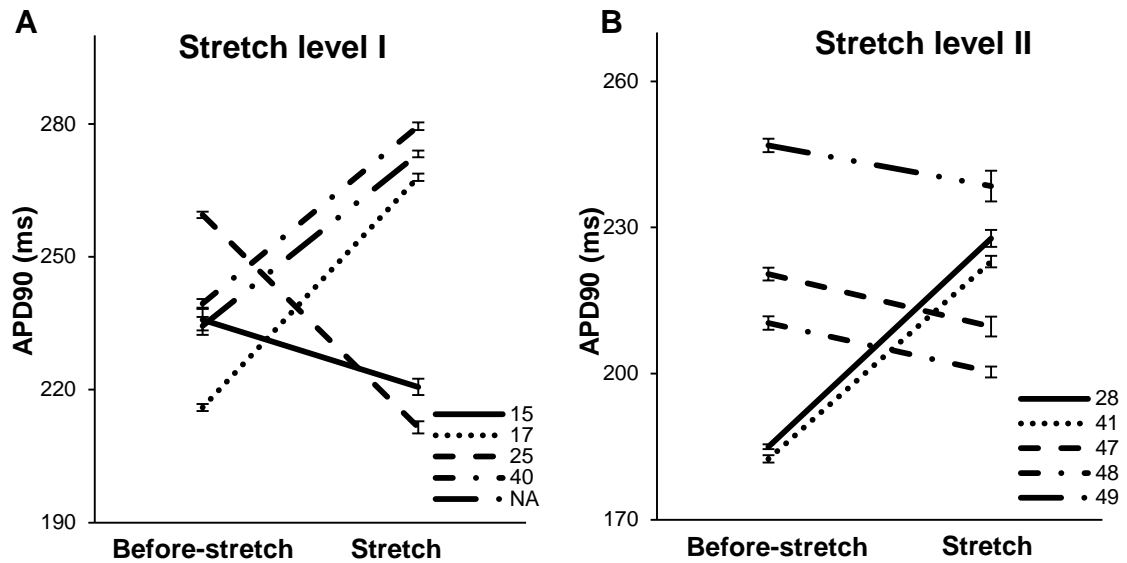 A
Stretch level I
APD90 (ms)
280
250
220
190
Before-stretch Stretch
15
17
25
40
NA
B
Stretch level II
APD90 (ms)
260
230
200
170
Before-stretch Stretch
28
41
47
48
49